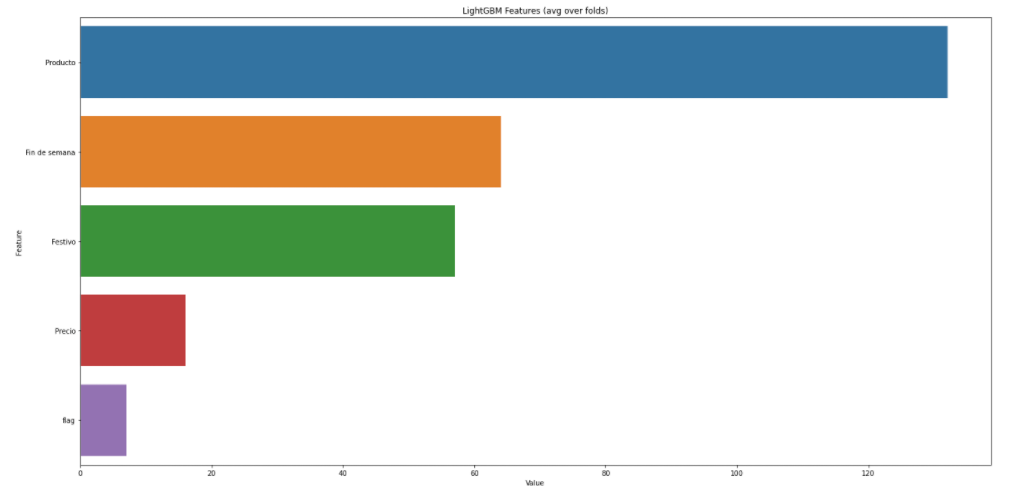 LightGBM Features (avg over folds)
Producto
Fin de semana
Festivo
Precio
flag
Feature
0 20 40 60 80 100 120
Value